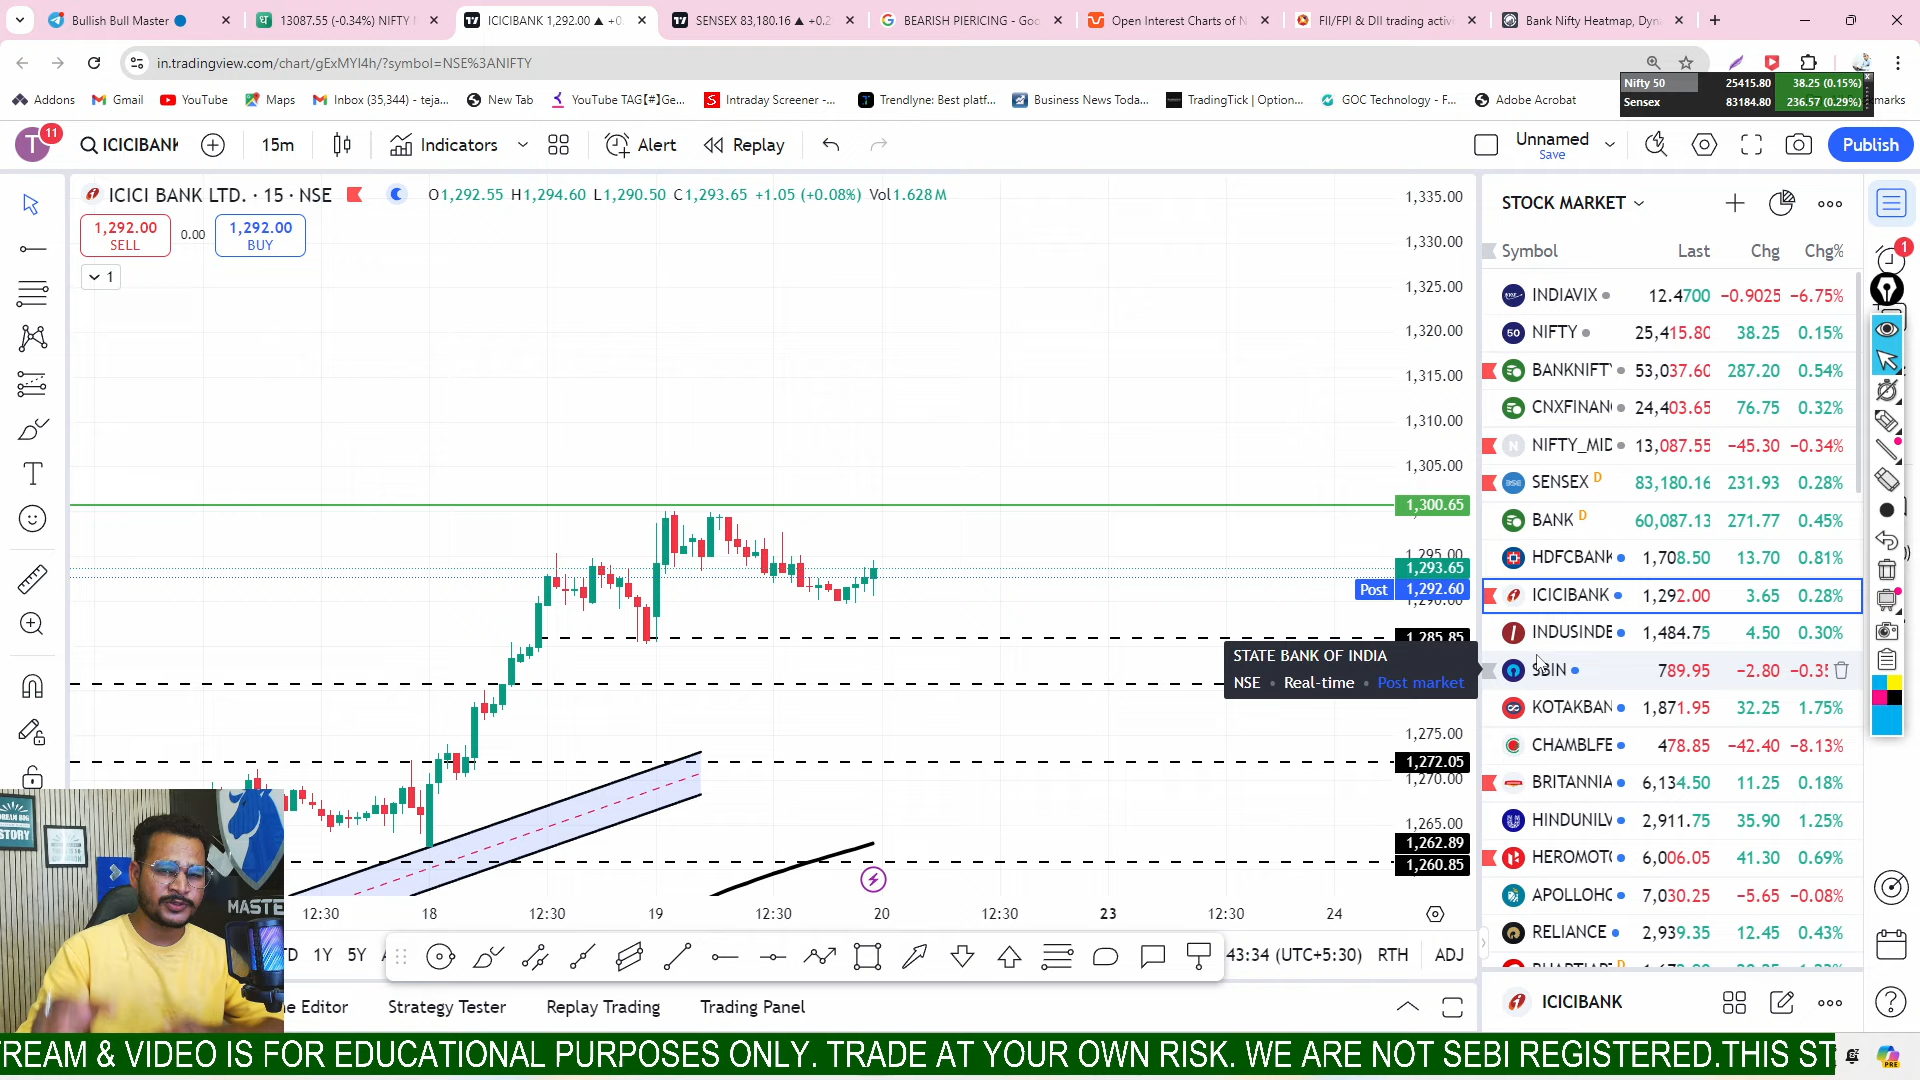 Bullish Bull Master
13087.55 (-0.34%) NIFTY
ICICIBANK 1,292.00 ▲ +0.
SENSEX 83,180.16 ▲ +0.2
BEARISH PIERICING - Goo
Open Interest Charts of N
FII/FPI & DII trading activi
Bank Nifty Heatmap, Dyn
in.tradingview.com/chart/gExMYI4h/?symbol=NSE%3ANIFTY
Nifty 50 25415.80 38.25 (0.15%)
Sensex 83184.80 236.57 (0.29%)
Addons
Gmail
YouTube
Maps
Inbox (35,344) - teja...
New Tab
YouTube TAG【#】Ge...
Intraday Screener -...
Trendlyne: Best platf...
Business News Toda...
TradingTick | Option...
GOC Technology - F...
Adobe Acrobat
marks
T 11
ICICIBANK
15m
Indicators
Alert
Replay
Unnamed
Save
Publish
ICICI BANK LTD. · 15 · NSE
O1,292.55 H1,294.60 L1,290.50 C1,293.65 +1.05 (+0.08%) Vol1.628 M
1,292.00
SELL
0.00
1,292.00
BUY
1
1,335.00
1,330.00
1,325.00
1,320.00
1,315.00
1,310.00
1,305.00
1,300.65
1,295.00
1,293.65
Post 1,292.60
1,290.00
1,285.85
1,275.00
1,272.05
1,270.00
1,265.00
1,262.89
1,260.85
STATE BANK OF INDIA
NSE • Real-time • Post market
12:30 18 12:30 19 12:30 20 12:30 23 12:30 24
1Y 5Y
43:34 (UTC+5:30) RTH ADJ
ne Editor
Strategy Tester
Replay Trading
Trading Panel
STOCK MARKET
Symbol Last Chg Chg%
INDIAVIX 12.4700 −0.9025 −6.75%
NIFTY 25,415.80 38.25 0.15%
BANKNIFTY 53,037.60 287.20 0.54%
CNXFINAN 24,403.65 76.75 0.32%
NIFTY_MID 13,087.55 −45.30 −0.34%
SENSEX D 83,180.16 231.93 0.28%
BANK D 60,087.13 271.77 0.45%
HDFCBANK 1,708.50 13.70 0.81%
ICICIBANK 1,292.00 3.65 0.28%
INDUSINDB 1,484.75 4.50 0.30%
SBIN 789.95 −2.80 −0.35
KOTAKBAN 1,871.95 32.25 1.75%
CHAMBLFE 478.85 −42.40 −8.13%
BRITANNIA 6,134.50 11.25 0.18%
HINDUNILV 2,911.75 35.90 1.25%
HEROMOTO 6,006.05 41.30 0.69%
APOLLOHO 7,030.25 −5.65 −0.08%
RELIANCE 2,939.35 12.45 0.43%
ICICIBANK
1
DREAM BIG
STORY
MASTE
TREAM & VIDEO IS FOR EDUCATIONAL PURPOSES ONLY. TRADE AT YOUR OWN RISK. WE ARE NOT SEBI REGISTERED.THIS ST